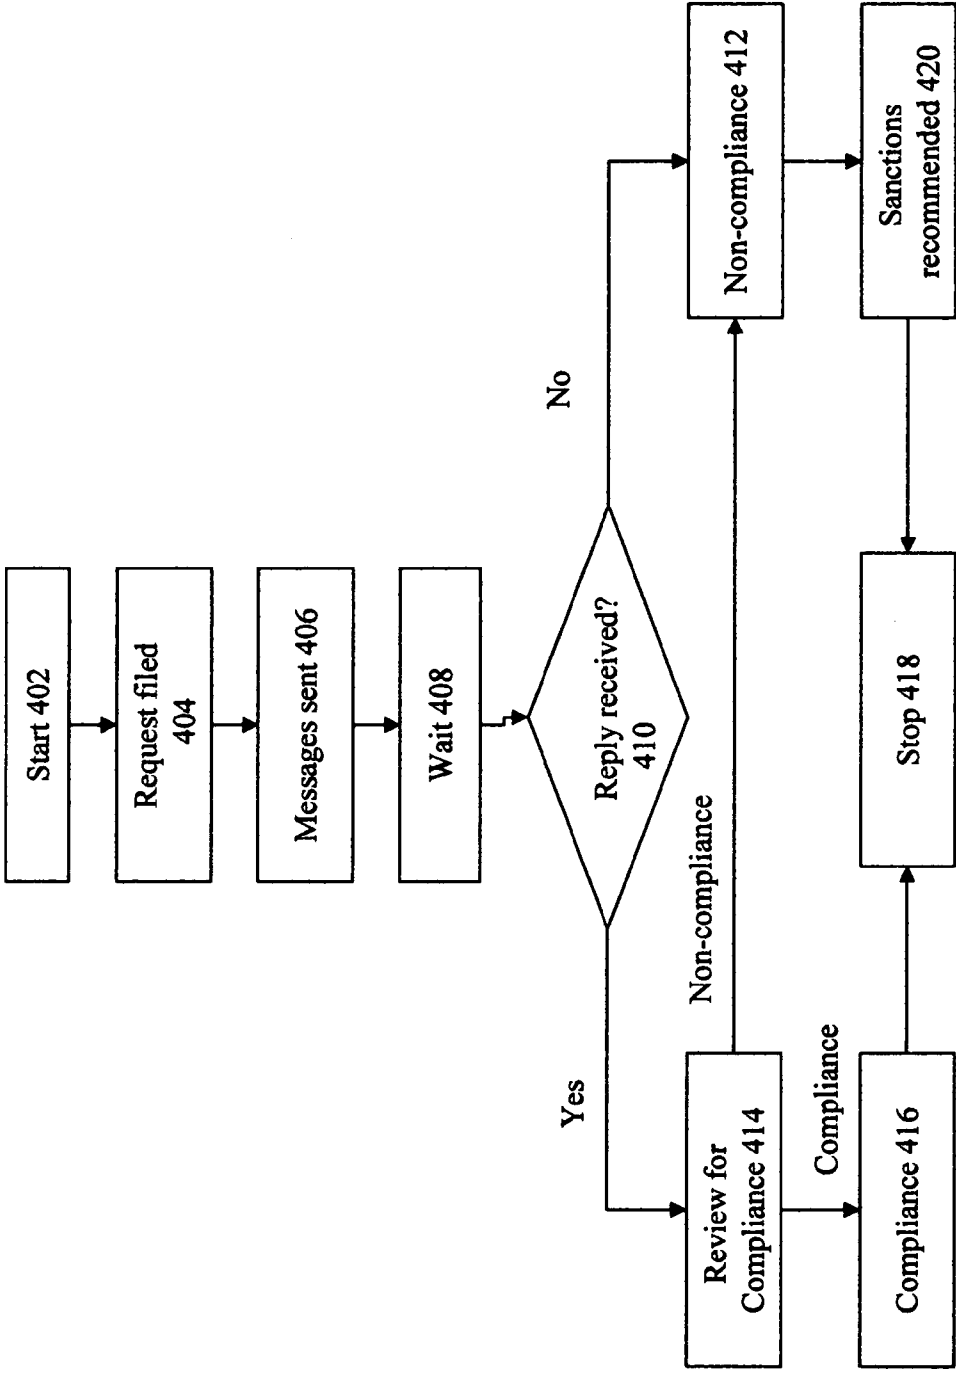 Start 402
Request filed
404
Messages sent 406
Wait 408
Reply received?
410
Yes
No
Review for
Compliance 414
Non-compliance
Non-compliance 412
Compliance
Compliance 416
Stop 418
Sanctions
recommended 420